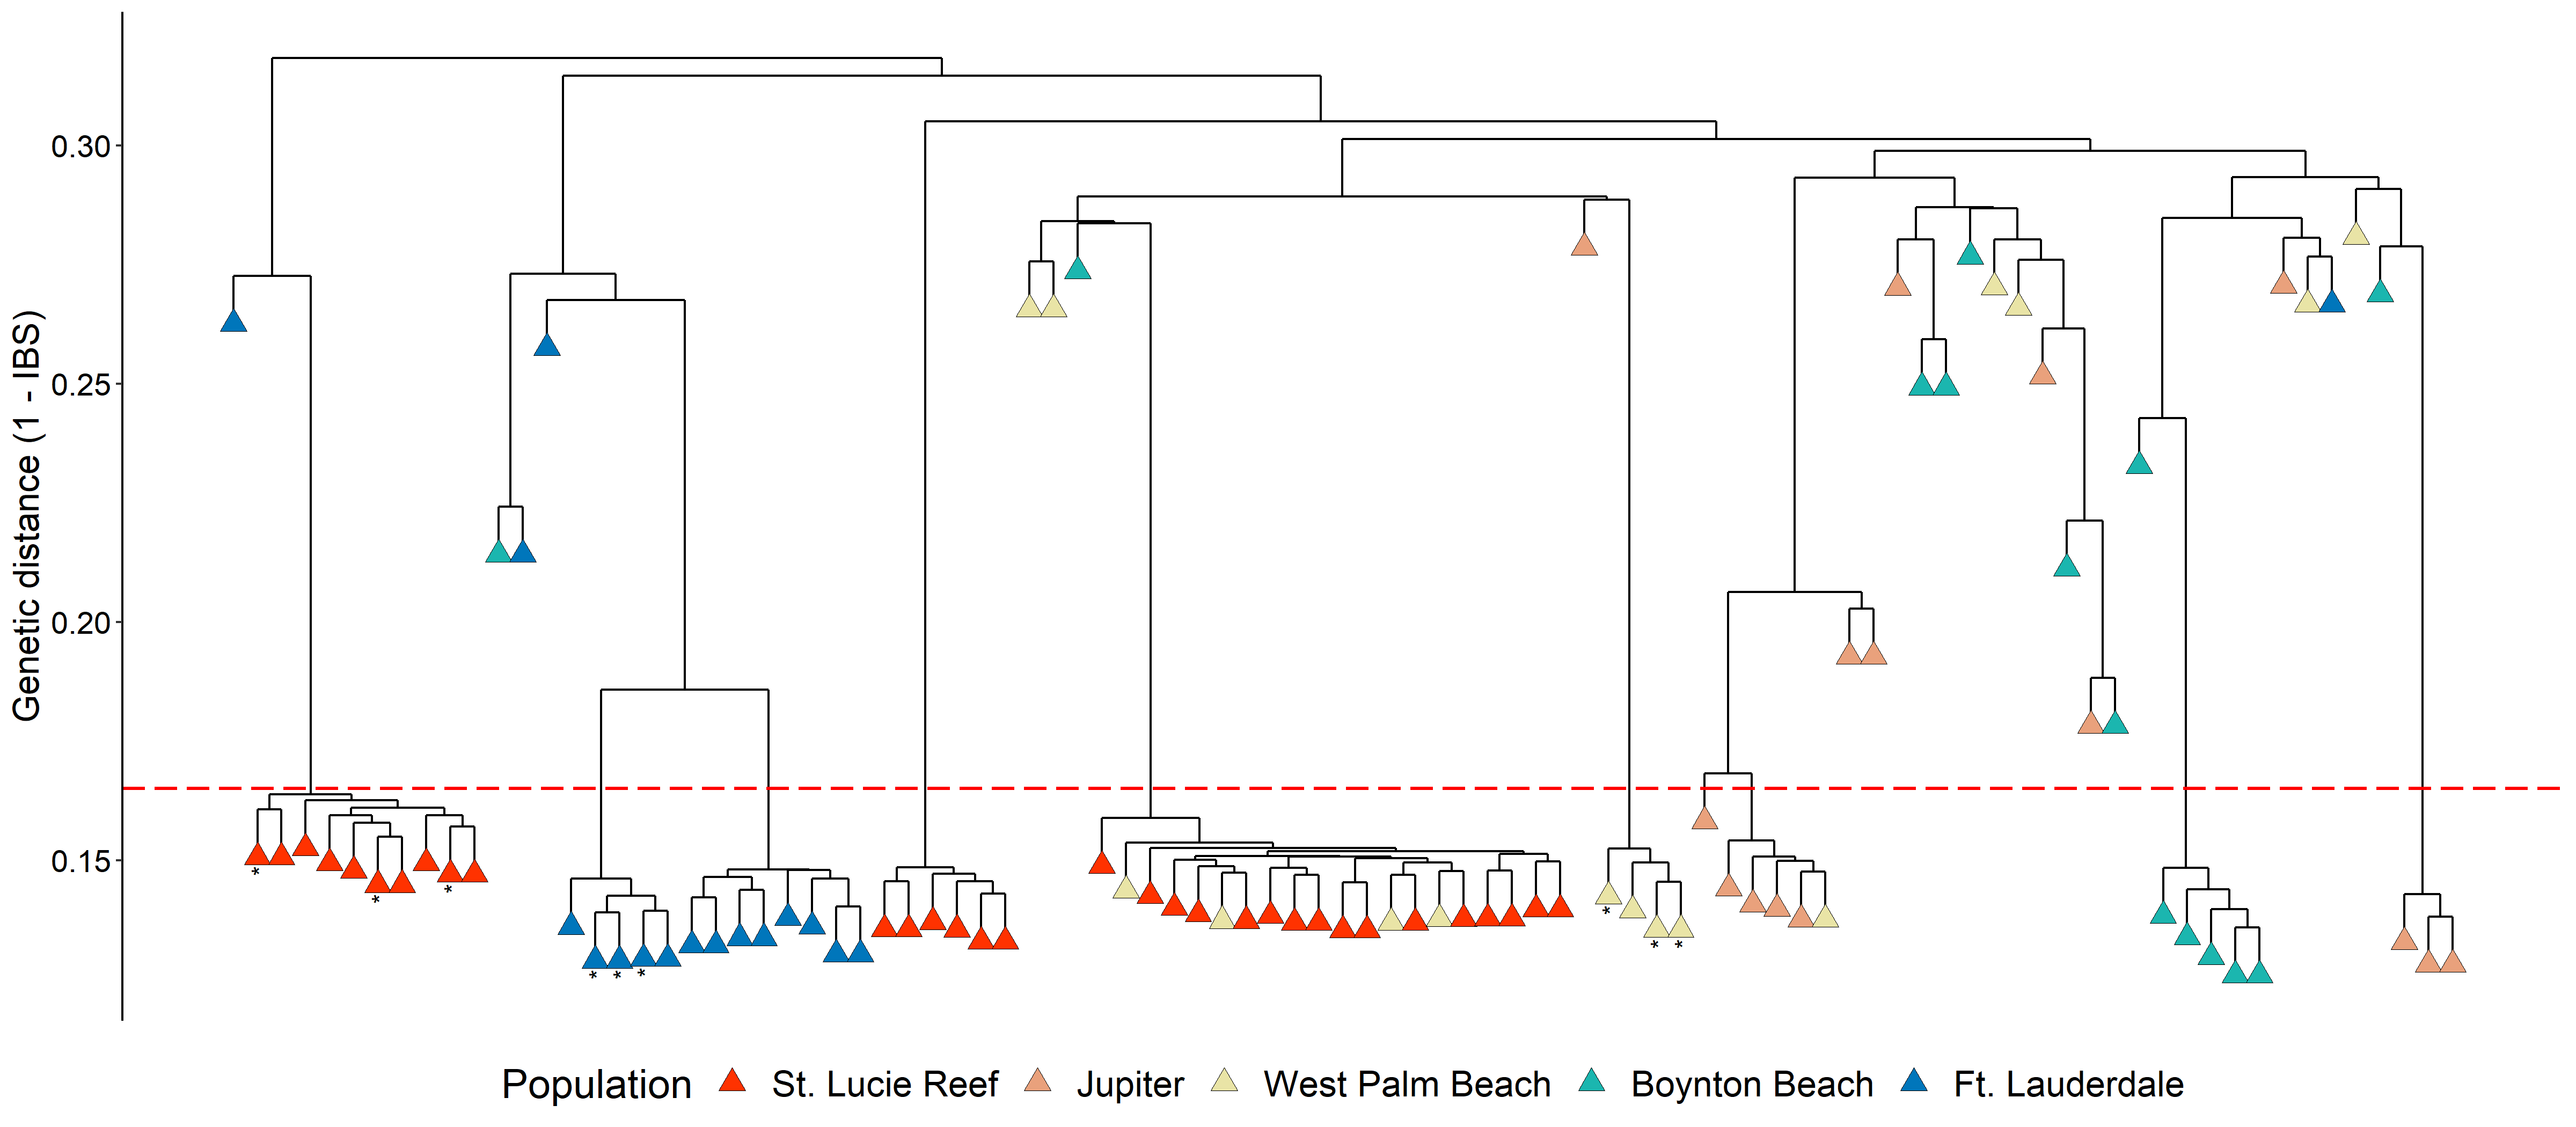 Genetic distance (1 - IBS)
0.30
0.25
0.20
0.15
* * * * * * * * *
Population St. Lucie Reef Jupiter West Palm Beach Boynton Beach Ft. Lauderdale